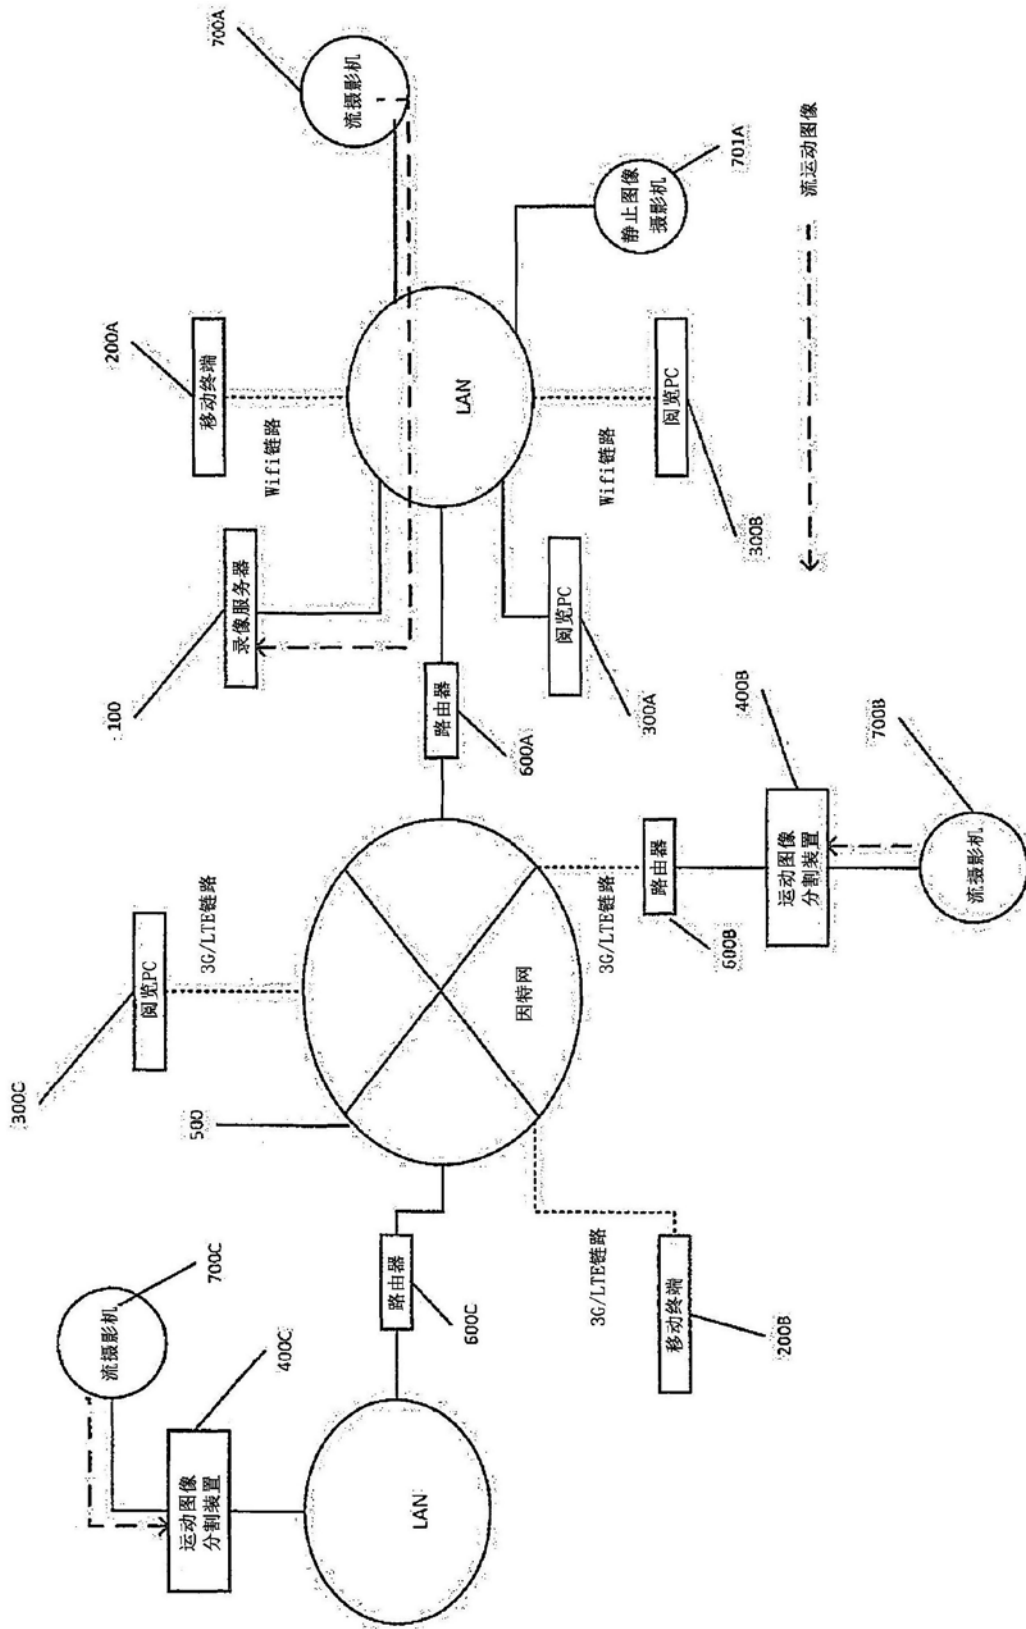 700C
流摄影机
400C
运动图像
分割装置
LAN
路由器
600C
300C
阅览PC
3G/LTE链路
500
因特网
3G/LTE链路
移动终端
200B
3G/LTE链路
路由器
600B
运动图像
分割装置
400B
流摄影机
700B
路由器
600A
100
录像服务器
200A
移动终端
Wifi链路
LAN
700A
流摄影机
静止图像
摄影机
701A
阅览PC
300A
Wifi链路
阅览PC
300B
流运动图像